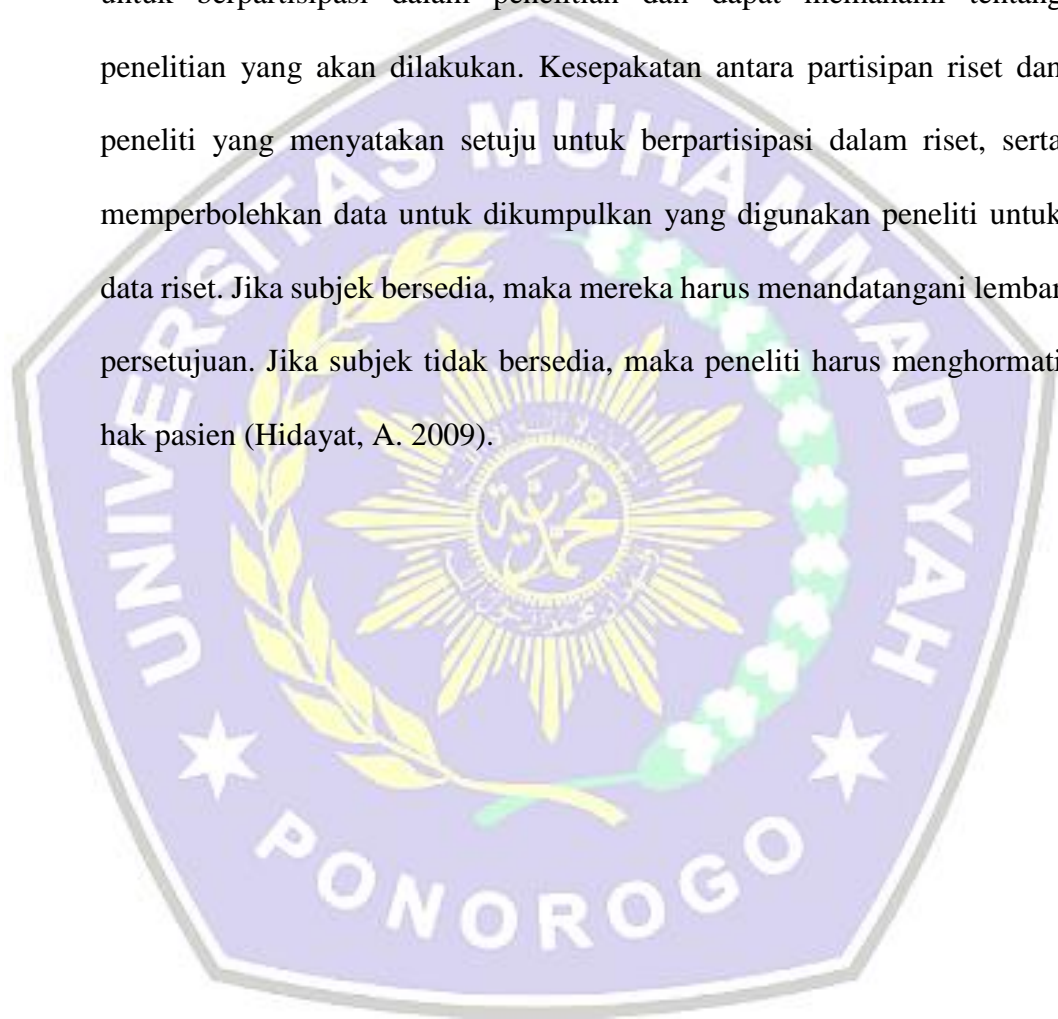 untuk berpartisipasi dalam penelitian dan dapat memahami tentang
penelitian yang akan dilakukan. Kesepakatan antara partisipan riset dan
peneliti yang menyatakan setuju untuk berpartisipasi dalam riset, serta
memperbolehkan data untuk dikumpulkan yang digunakan peneliti untuk
data riset. Jika subjek bersedia, maka mereka harus menandatangani lembar
persetujuan. Jika subjek tidak bersedia, maka peneliti harus menghormati
hak pasien (Hidayat, A. 2009).
UNIVERSITAS MUHAMMADIYAH
PONOROGO